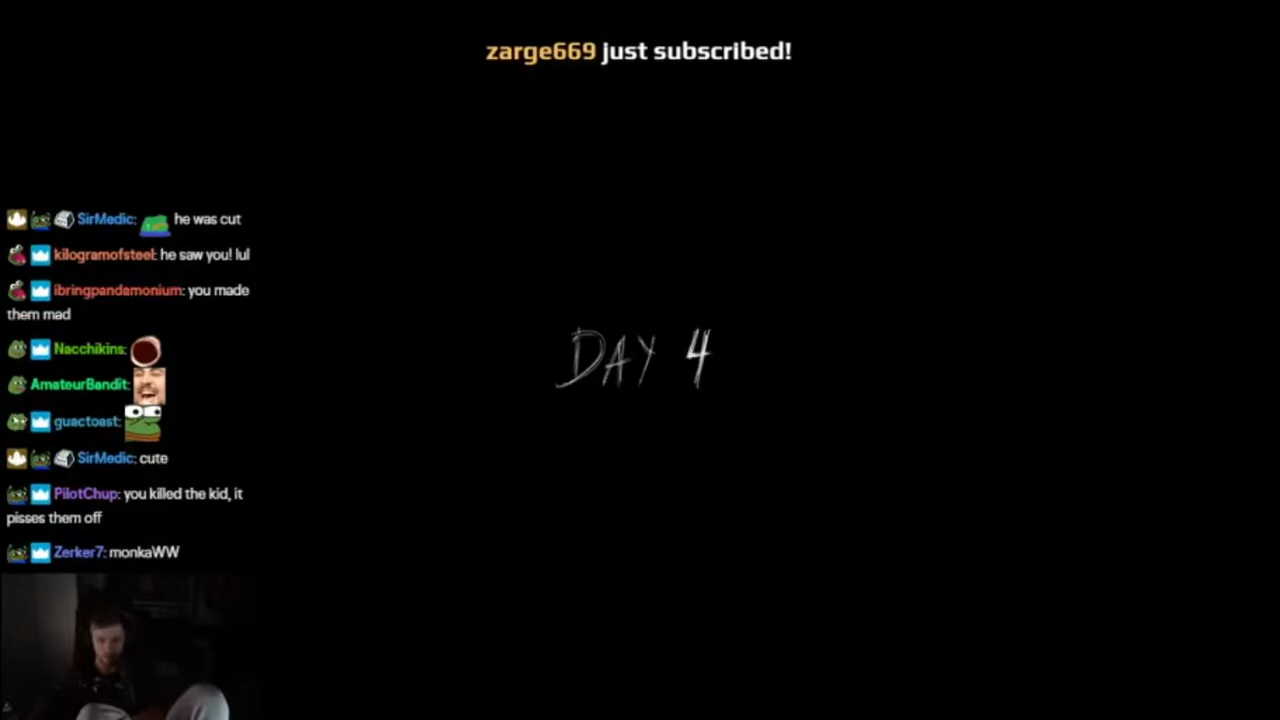 zarge669 just subscribed!
SirMedic: he was cut
kilogramofsteel: he saw you! lul
ibringpandamonium: you made
them mad
Nacchikins:
AmateurBandit:
guactoast:
SirMedic: cute
PilotChup: you killed the kid, it
pisses them off
Zerker7: monkaWW
DAY 4